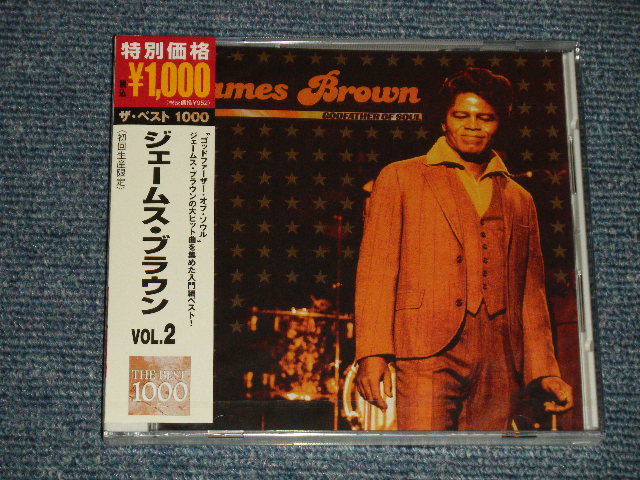 特別価格
税込
¥1,000
(税抜価格¥952)
ザ・ベスト 1000
(初回生産限定)
ジェームス・ブラウン
VOL.2
"ゴッドファーザー・オブ・ソウル"
ジェームス・ブラウンの大ヒット曲を集めた入門編ベスト!
THE BEST
1000
ames Brown
GODFATHER OF SOUL